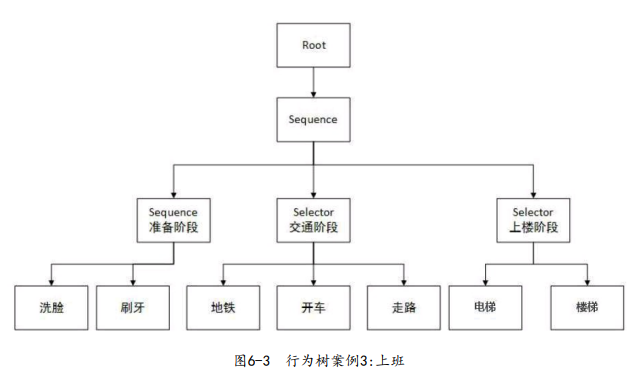 Root
Sequence
Sequence
准备阶段
Selector
交通阶段
Selector
上楼阶段
洗脸
刷牙
地铁
开车
走路
电梯
楼梯
图6-3 行为树案例3:上班